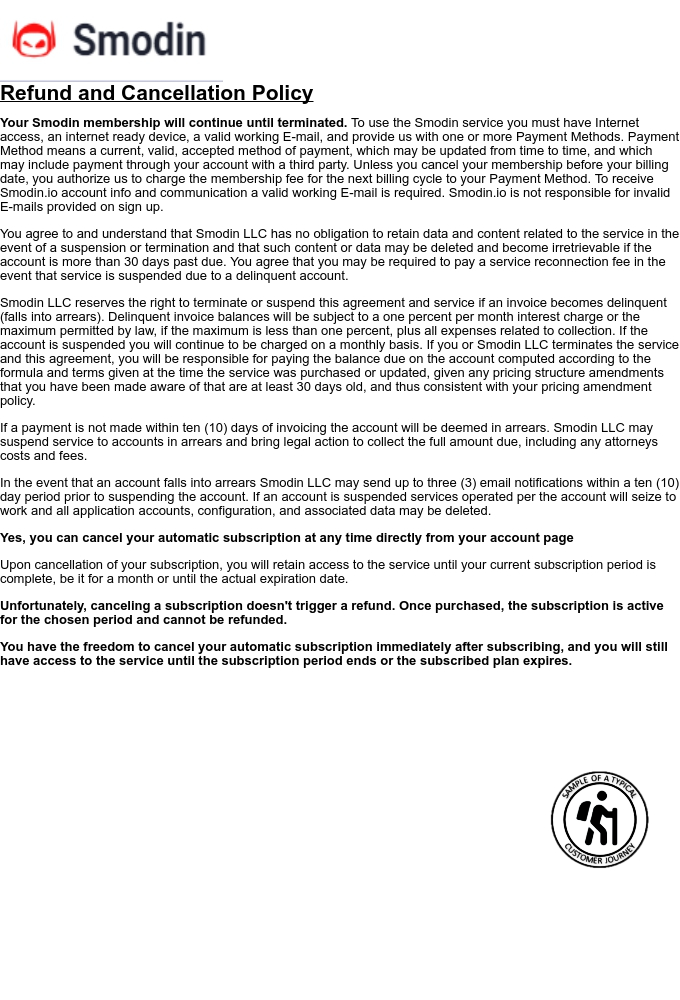 Smodin
Refund and Cancellation Policy
Your Smodin membership will continue until terminated. To use the Smodin service you must have Internet
access, an internet ready device, a valid working E-mail, and provide us with one or more Payment Methods. Payment
Method means a current, valid, accepted method of payment, which may be updated from time to time, and which
may include payment through your account with a third party. Unless you cancel your membership before your billing
date, you authorize us to charge the membership fee for the next billing cycle to your Payment Method. To receive
Smodin.io account info and communication a valid working E-mail is required. Smodin.io is not responsible for invalid
E-mails provided on sign up.
You agree to and understand that Smodin LLC has no obligation to retain data and content related to the service in the
event of a suspension or termination and that such content or data may be deleted and become irretrievable if the
account is more than 30 days past due. You agree that you may be required to pay a service reconnection fee in the
event that service is suspended due to a delinquent account.
Smodin LLC reserves the right to terminate or suspend this agreement and service if an invoice becomes delinquent
(falls into arrears). Delinquent invoice balances will be subject to a one percent per month interest charge or the
maximum permitted by law, if the maximum is less than one percent, plus all expenses related to collection. If the
account is suspended you will continue to be charged on a monthly basis. If you or Smodin LLC terminates the service
and this agreement, you will be responsible for paying the balance due on the account computed according to the
formula and terms given at the time the service was purchased or updated, given any pricing structure amendments
that you have been made aware of that are at least 30 days old, and thus consistent with your pricing amendment
policy.
If a payment is not made within ten (10) days of invoicing the account will be deemed in arrears. Smodin LLC may
suspend service to accounts in arrears and bring legal action to collect the full amount due, including any attorneys
costs and fees.
In the event that an account falls into arrears Smodin LLC may send up to three (3) email notifications within a ten (10)
day period prior to suspending the account. If an account is suspended services operated per the account will seize to
work and all application accounts, configuration, and associated data may be deleted.
Yes, you can cancel your automatic subscription at any time directly from your account page
Upon cancellation of your subscription, you will retain access to the service until your current subscription period is
complete, be it for a month or until the actual expiration date.
Unfortunately, canceling a subscription doesn't trigger a refund. Once purchased, the subscription is active
for the chosen period and cannot be refunded.
You have the freedom to cancel your automatic subscription immediately after subscribing, and you will still
have access to the service until the subscription period ends or the subscribed plan expires.
SAMPLE OF A TYPICAL
CUSTOMER JOURNEY